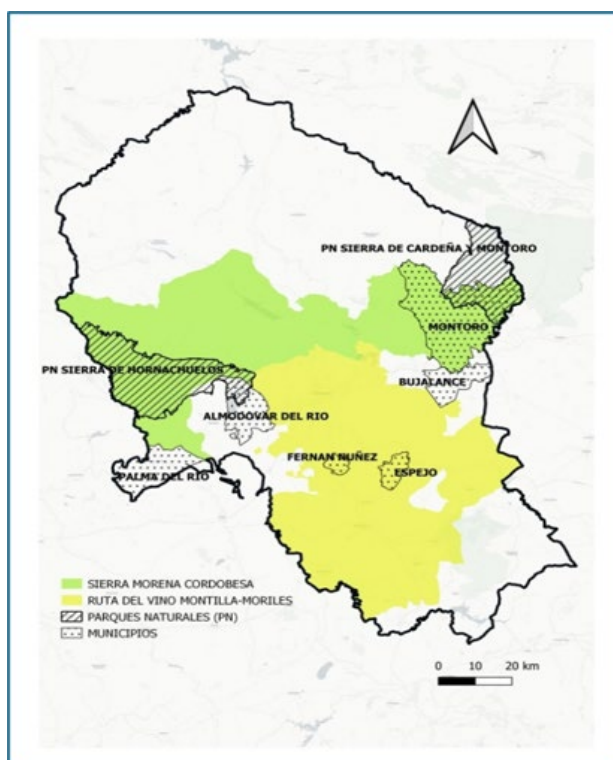 PN SIERRA DE CARDEÑA Y MONTORO
MONTORO
PN SIERRA DE HORNACHUELOS
BUJALANCE
ALMODOVAR DEL RIO
FERNAN NUÑEZ
ESPEJO
PALMA DEL RIO
SIERRA MORENA CORDOBESA
RUTA DEL VINO MONTILLA-MORILES
PARQUES NATURALES (PN)
MUNICIPIOS
0 10 20 km